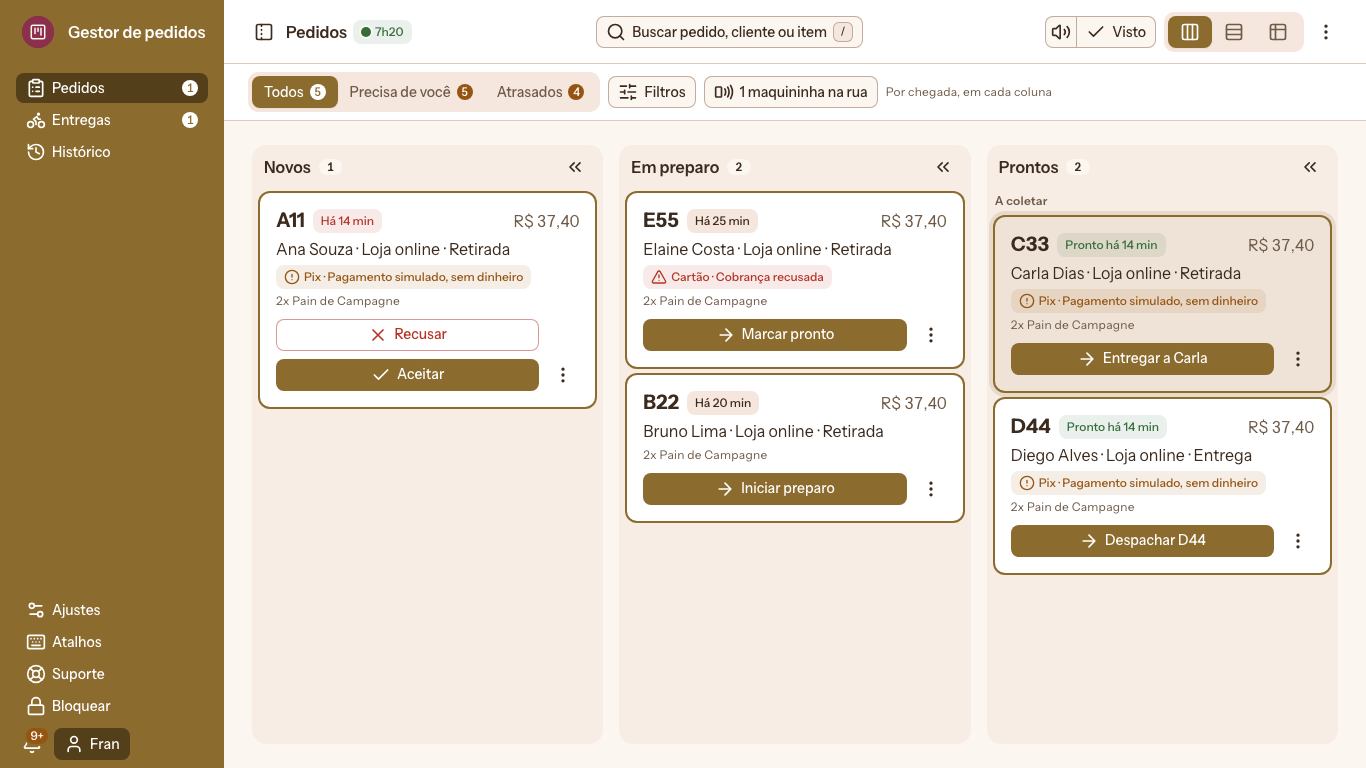 Gestor de pedidos
Pedidos 1
Entregas 1
Histórico
Ajustes
Atalhos
Suporte
Bloquear
9+
Fran
Pedidos 7h20
Buscar pedido, cliente ou item /
Visto
Todos 5
Precisa de você 5
Atrasados 4
Filtros
1 maquininha na rua
Por chegada, em cada coluna
Novos 1
A11 Há 14 min R$ 37,40
Ana Souza · Loja online · Retirada
Pix · Pagamento simulado, sem dinheiro
2x Pain de Campagne
Recusar
Aceitar
Em preparo 2
E55 Há 25 min R$ 37,40
Elaine Costa · Loja online · Retirada
Cartão · Cobrança recusada
2x Pain de Campagne
Marcar pronto
B22 Há 20 min R$ 37,40
Bruno Lima · Loja online · Retirada
2x Pain de Campagne
Iniciar preparo
Prontos 2
A coletar
C33 Pronto há 14 min R$ 37,40
Carla Dias · Loja online · Retirada
Pix · Pagamento simulado, sem dinheiro
2x Pain de Campagne
Entregar a Carla
D44 Pronto há 14 min R$ 37,40
Diego Alves · Loja online · Entrega
Pix · Pagamento simulado, sem dinheiro
2x Pain de Campagne
Despachar D44